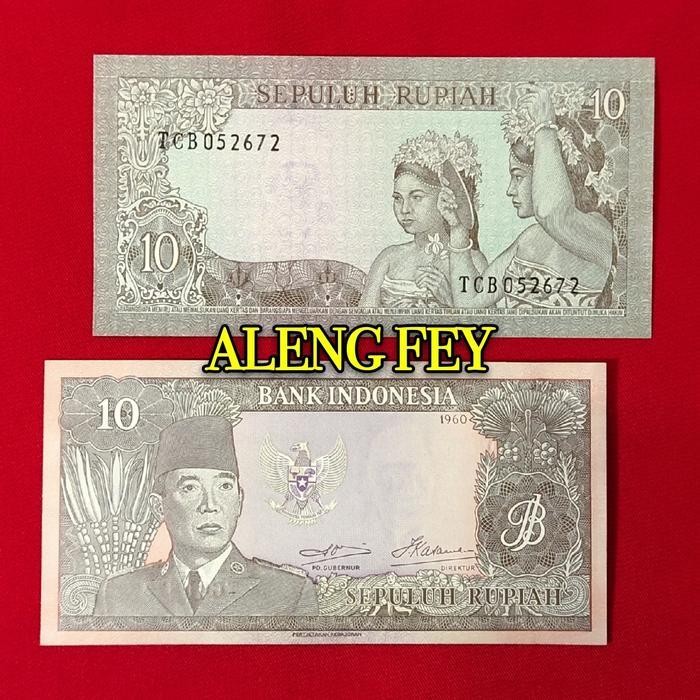 SEPULUH RUPIAH
10
TCB052672
10
TCB052672
ALENG FEY
BANK INDONESIA
10
1960
PD. GUBERNUR
DIREKTUR
SEPULUH RUPIAH